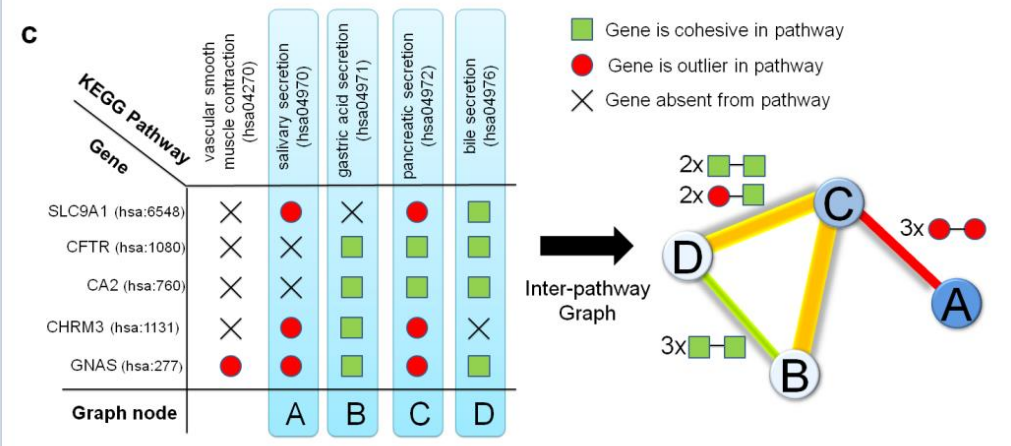 c
KEGG Pathway
Gene
vascular smooth
muscle contraction
(hsa04270)
salivary secretion
(hsa04970)
gastric acid secretion
(hsa04971)
pancreatic secretion
(hsa04972)
bile secretion
(hsa04976)
SLC9A1 (hsa:6548)
CFTR (hsa:1080)
CA2 (hsa:760)
CHRM3 (hsa:1131)
GNAS (hsa:277)
Graph node A B C D
Gene is cohesive in pathway
Gene is outlier in pathway
Gene absent from pathway
Inter-pathway
Graph
2x
2x
C
3x
D
A
3x
B